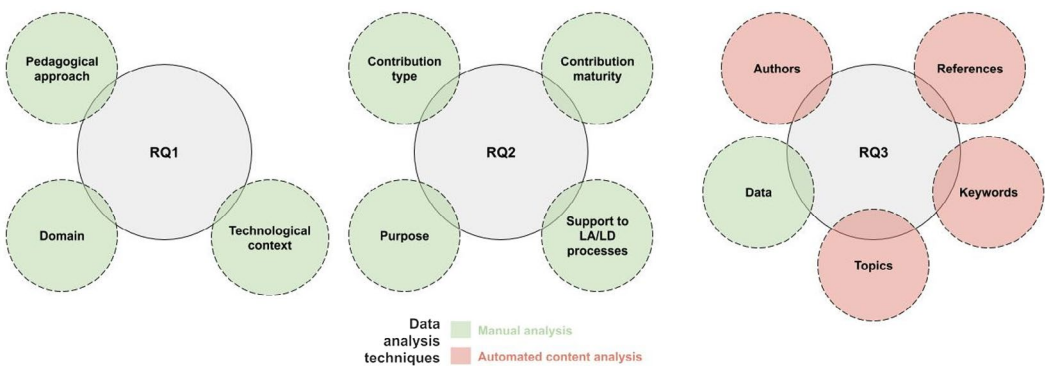 Pedagogical
approach
RQ1
Domain
Technological
context
Contribution
type
Contribution
maturity
RQ2
Purpose
Support to
LA/LD
processes
Authors
References
RQ3
Data
Keywords
Topics
Data
analysis
techniques
Manual analysis
Automated content analysis